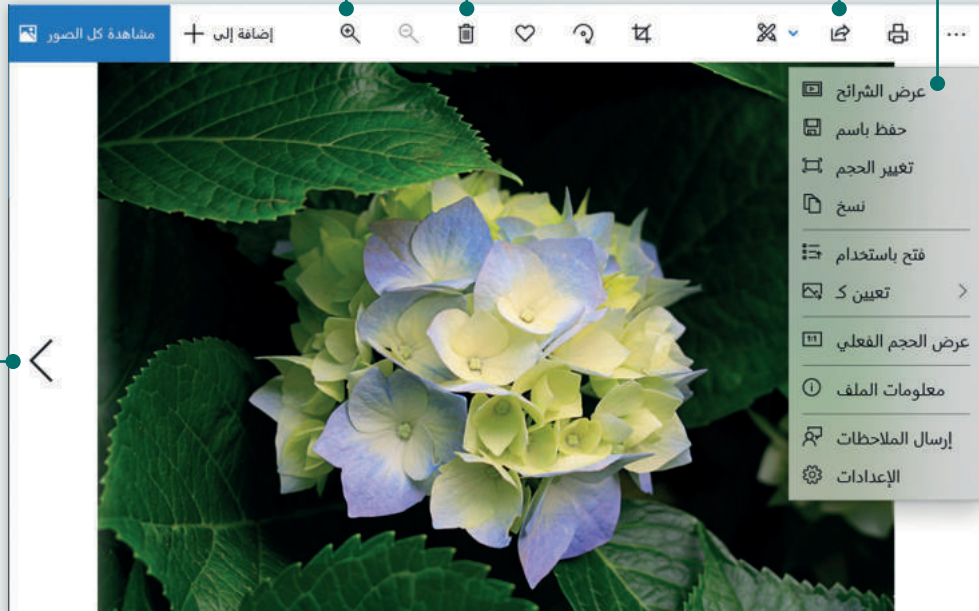 مشاهدة كل الصور
إضافة إلى
عرض الشرائح
حفظ باسم
تغيير الحجم
نسخ
فتح باستخدام
تعيين كـ
عرض الحجم الفعلي
معلومات الملف
إرسال الملاحظات
الإعدادات